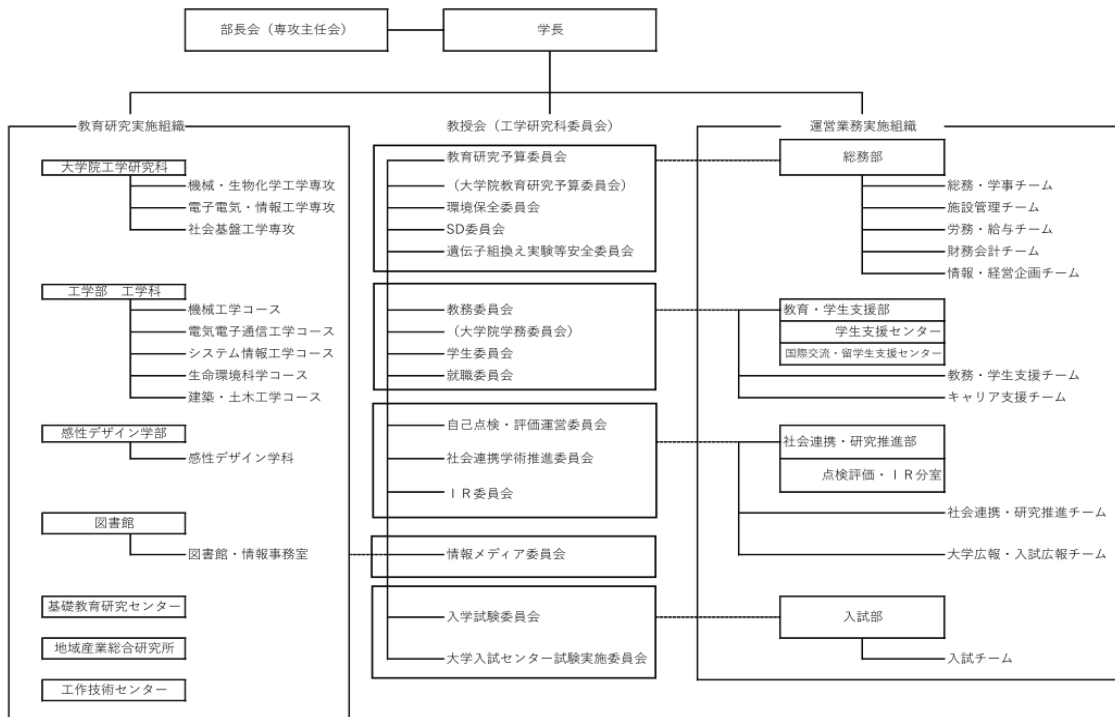 部長会（専攻主任会）
学長
教育研究実施組織
大学院工学研究科
機械・生物化学工学専攻
電子電気・情報工学専攻
社会基盤工学専攻
工学部　工学科
機械工学コース
電気電子通信工学コース
システム情報工学コース
生命環境科学コース
建築・土木工学コース
感性デザイン学部
感性デザイン学科
図書館
図書館・情報事務室
基礎教育研究センター
地域産業総合研究所
工作技術センター
教授会（工学研究科委員会）
教育研究予算委員会
（大学院教育研究予算委員会）
環境保全委員会
SD委員会
遺伝子組換え実験等安全委員会
教務委員会
（大学院学務委員会）
学生委員会
就職委員会
自己点検・評価運営委員会
社会連携学術推進委員会
ＩＲ委員会
情報メディア委員会
入学試験委員会
大学入試センター試験実施委員会
運営業務実施組織
総務部
総務・学事チーム
施設管理チーム
労務・給与チーム
財務会計チーム
情報・経営企画チーム
教育・学生支援部
学生支援センター
国際交流・留学生支援センター
教務・学生支援チーム
キャリア支援チーム
社会連携・研究推進部
点検評価・ＩＲ分室
社会連携・研究推進チーム
大学広報・入試広報チーム
入試部
入試チーム